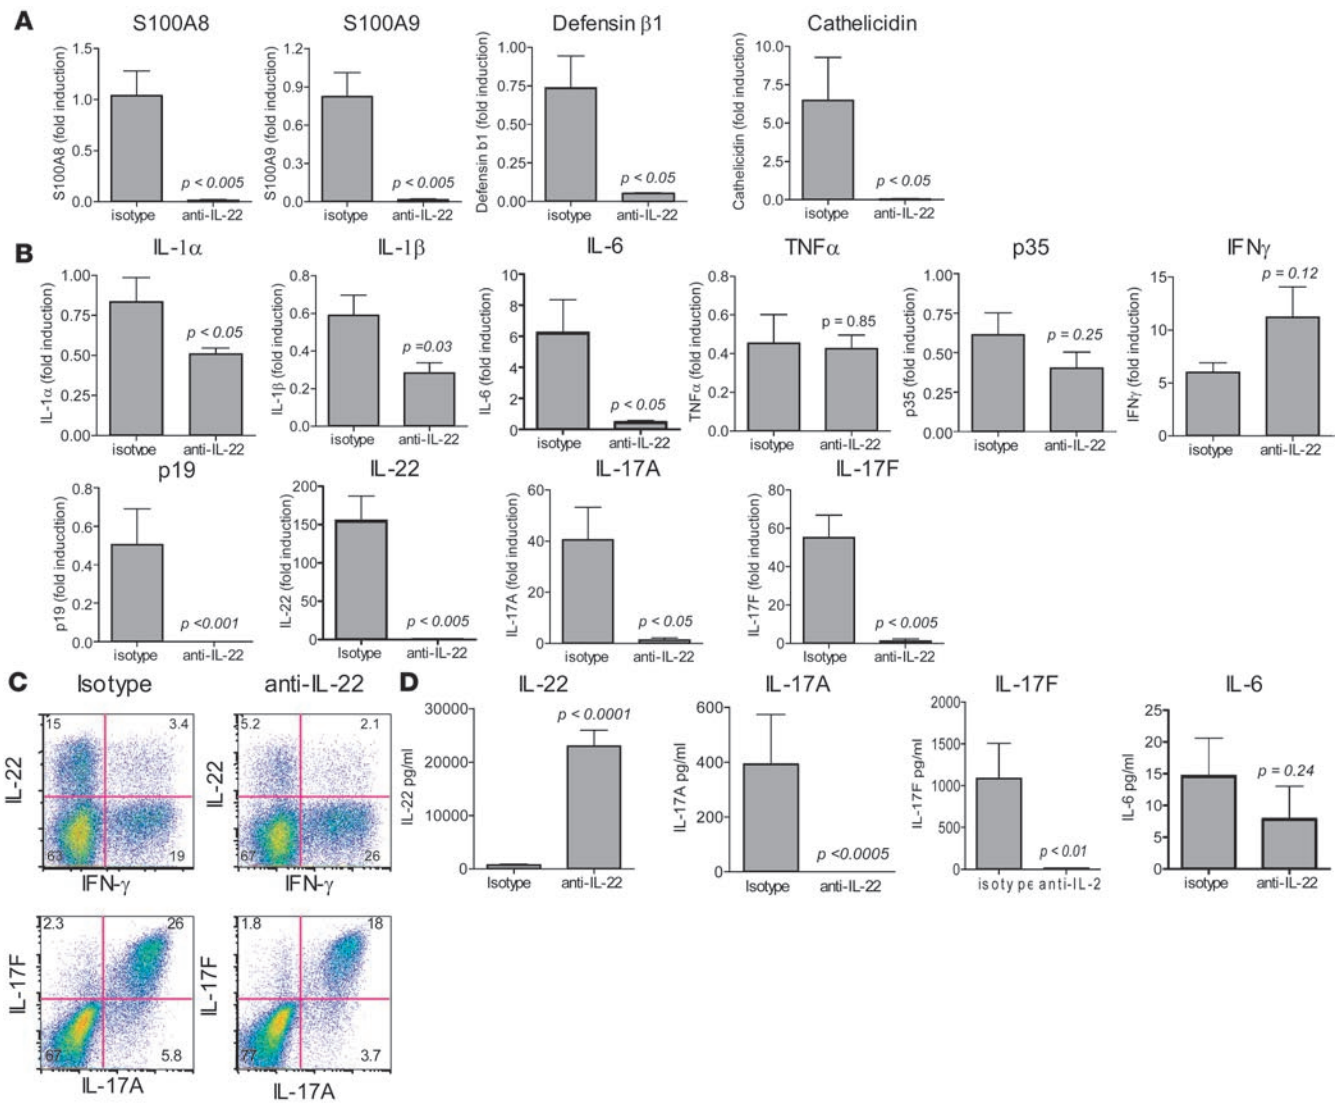 A
S100A8
S100A8 (fold induction)
1.5
1.0
0.5
0.0
p < 0.005
isotype
anti-IL-22
S100A9
S100A9 (fold induction)
1.2
0.9
0.6
0.3
0.0
p < 0.005
isotype
anti-IL-22
Defensin β1
Defensin b1 (fold induction)
1.00
0.75
0.50
0.25
0.00
p < 0.05
isotype
anti-IL-22
Cathelicidin
Cathelicidin (fold induction)
10.0
7.5
5.0
2.5
0.0
p < 0.05
isotype
anti-IL-22
B
IL-1α
IL-1α (fold induction)
1.00
0.75
0.50
0.25
0.00
p < 0.05
isotype
anti-IL-22
IL-1β
IL-1β (fold induction)
0.8
0.6
0.4
0.2
0.0
p =0.03
isotype
anti-IL-22
IL-6
IL-6 (fold induction)
10
8
6
4
2
0
p < 0.05
isotype
anti-IL-22
TNFα
TNFα (fold induction)
0.8
0.6
0.4
0.2
0.0
p = 0.85
isotype
anti-IL-22
p35
p35 (fold induction)
1.00
0.75
0.50
0.25
0.00
p = 0.25
isotype
anti-IL-22
IFNγ
IFNγ (fold induction)
15
10
5
0
p = 0.12
isotype
anti-IL-22
p19
p19 (fold inducdtion)
0.8
0.6
0.4
0.2
0.0
p <0.001
isotype
anti-IL-22
IL-22
IL-22 (fold induction)
200
150
100
50
0
p < 0.005
Isotype
anti-IL-22
IL-17A
IL-17A (fold induction)
60
40
20
0
p < 0.05
isotype
anti-IL-22
IL-17F
IL-17F (fold induction)
80
60
40
20
0
p < 0.005
Isotype
anti-IL-22
C
Isotype
anti-IL-22
IL-22
15
3.4
63
19
IFN-γ
IL-22
5.2
2.1
67
26
IFN-γ
IL-17F
2.3
26
67
5.8
IL-17A
IL-17F
1.8
18
77
3.7
IL-17A
D
IL-22
IL-22 pg/ml
30000
20000
10000
0
p < 0.0001
Isotype
anti-IL-22
IL-17A
IL-17A pg/ml
600
400
200
0
p <0.0005
Isotype
anti-IL-22
IL-17F
IL-17F pg/ml
2000
1500
1000
500
0
p < 0.01
isotype anti-IL-2
IL-6
IL-6 pg/ml
25
20
15
10
5
0
p = 0.24
isotype
anti-IL-22